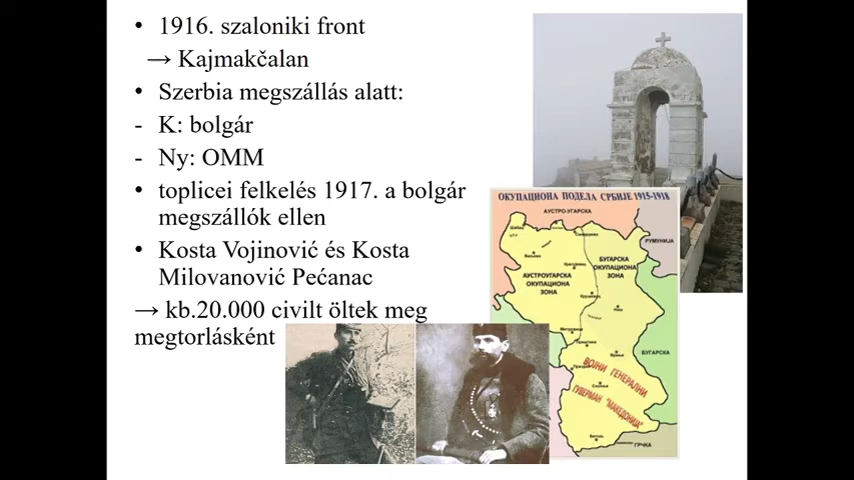 • 1916. szaloniki front
→ Kajmakčalan
• Szerbia megszállás alatt:
- K: bolgár
- Ny: OMM
• toplicei felkelés 1917. a bolgár
megszállók ellen
• Kosta Vojinović és Kosta
Milovanović Pećanac
→ kb.20.000 civilt öltek meg
megtorlásként
ОКУПАЦИОНА ПОДЕЛА СРБИЈЕ 1915-1918
АУСТРО-УГАРСКА
РУМУНИЈА
БУГАРСКА
ОКУПАЦИОНА
ЗОНА
АУСТРОУГАРСКА
ОКУПАЦИОНА
ЗОНА
БУГАРСКА
ВОЈНИ ГЕНЕРАЛНИ
ГУВЕРМАН "МАКЕДОНИЈА"
ГРЧКА